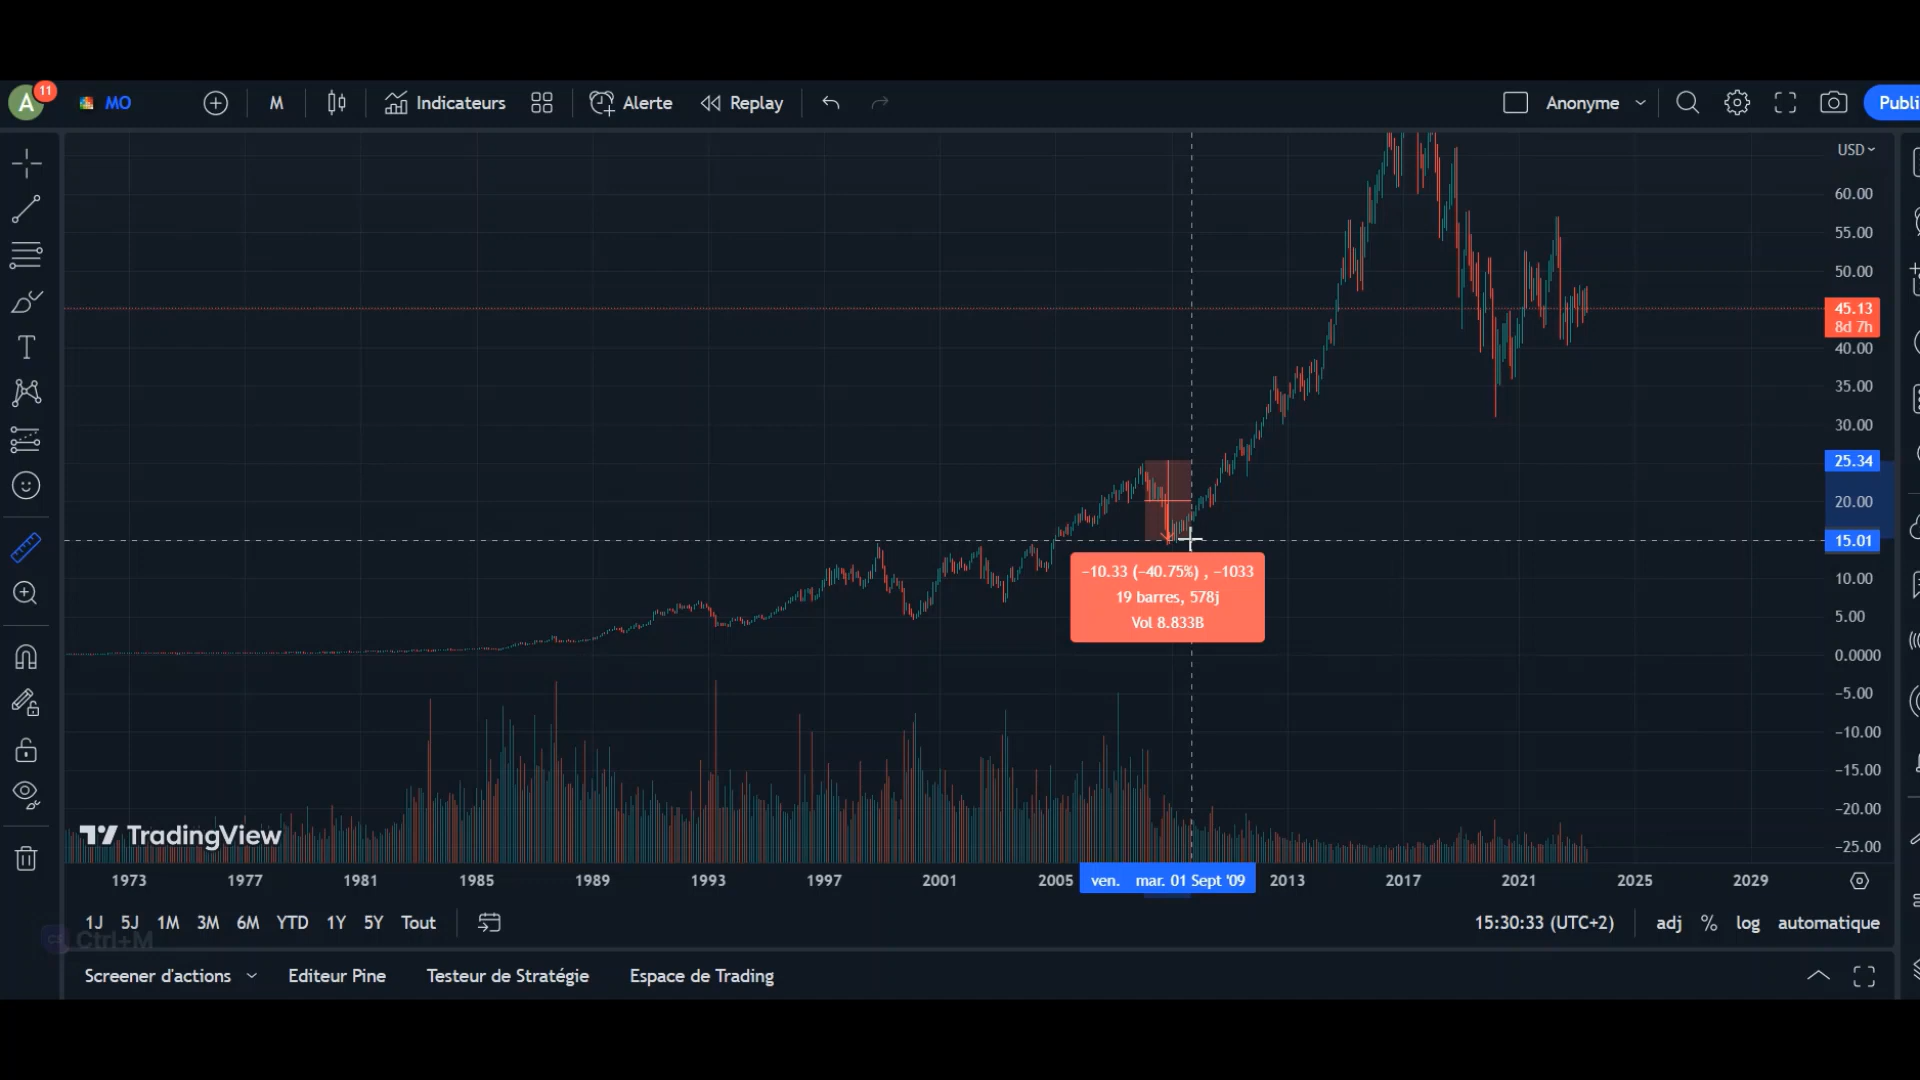 A
11
MO
M
Indicateurs
Alerte
Replay
Anonyme
Publi
USD
60.00
55.00
50.00
45.13
8d 7h
40.00
35.00
30.00
25.34
20.00
15.01
10.00
5.00
0.0000
−5.00
−10.00
−15.00
−20.00
−25.00
−10.33 (−40.75%) , −1033
19 barres, 578j
Vol 8.833B
TradingView
1973 1977 1981 1985 1989 1993 1997 2001 2005 ven. mar. 01 Sept '09 2013 2017 2021 2025 2029
1J 5J 1M 3M 6M YTD 1Y 5Y Tout
15:30:33 (UTC+2) adj % log automatique
Ctrl+M
Screener d'actions Editeur Pine Testeur de Stratégie Espace de Trading